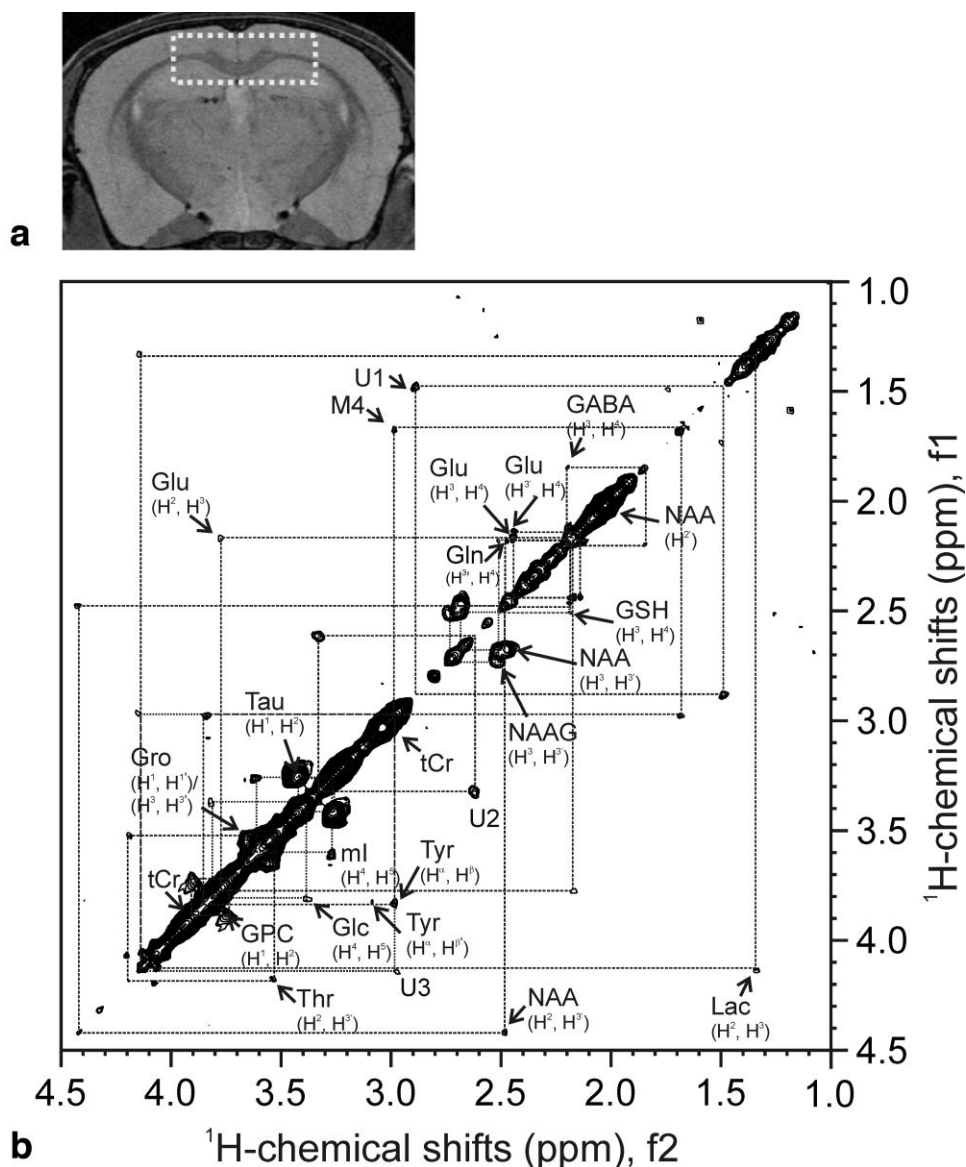 a
4.5 4.0 3.5 3.0 2.5 2.0 1.5 1.0
1.0
1.5
2.0
2.5
3.0
3.5
4.0
4.5
¹H-chemical shifts (ppm), f1
U1
M4
GABA
(H³, H⁴)
Glu
(H², H³)
Glu
(H³, H⁴)
Glu
(H³', H⁴)
NAA
(H²')
Gln
(H³', H⁴)
GSH
(H³, H⁴)
NAA
(H³, H³')
NAAG
(H³, H³')
Tau
(H¹, H²)
tCr
Gro
(H¹, H¹')/
(H³, H³')
U2
mI
(H⁴, H⁵)
Tyr
(Hᵅ, Hᵝ)
tCr
Glc
(H⁴, H⁵)
Tyr
(Hᵅ, Hᵝ')
GPC
(H¹, H²)
U3
Thr
(H², H³')
NAA
(H², H³')
Lac
(H², H³)
b
¹H-chemical shifts (ppm), f2